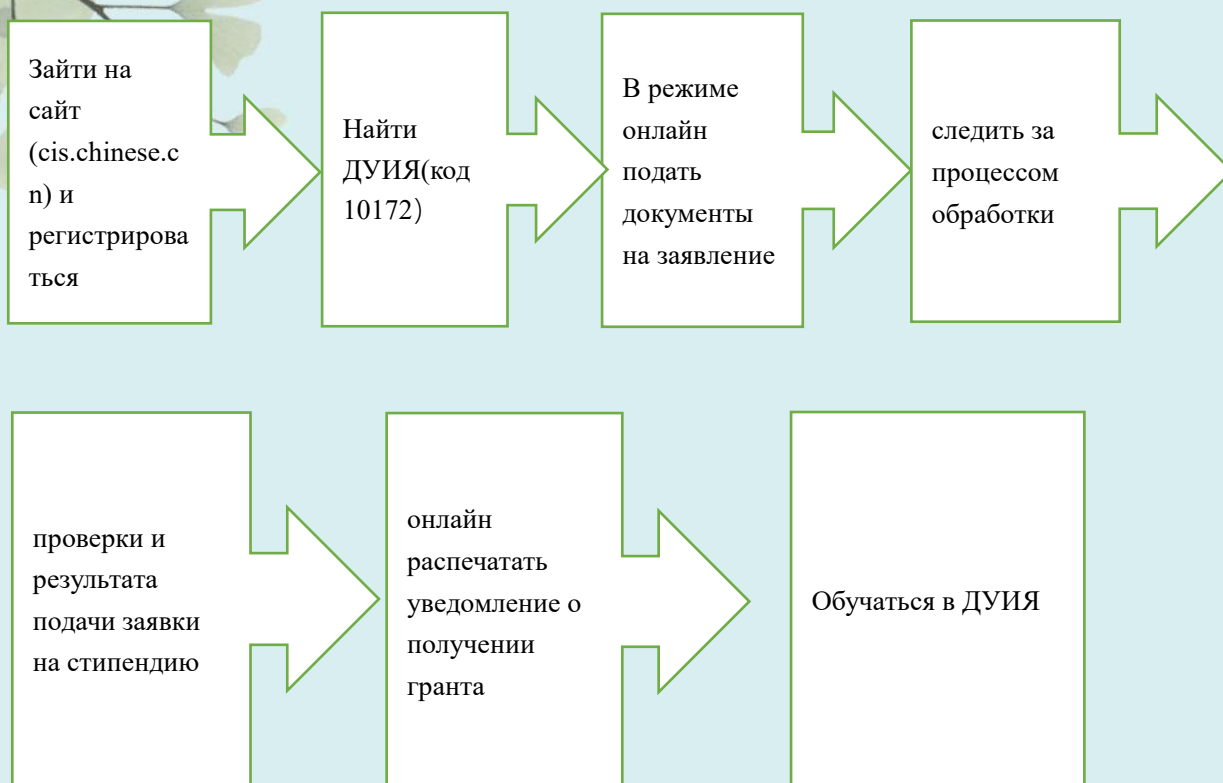 Зайти на
сайт
(cis.chinese.c
n) и
регистрирова
ться
Найти
ДУИЯ(код
10172）
В режиме
онлайн
подать
документы
на заявление
следить за
процессом
обработки
проверки и
результата
подачи заявки
на стипендию
онлайн
распечатать
уведомление о
получении
гранта
Обучаться в ДУИЯ